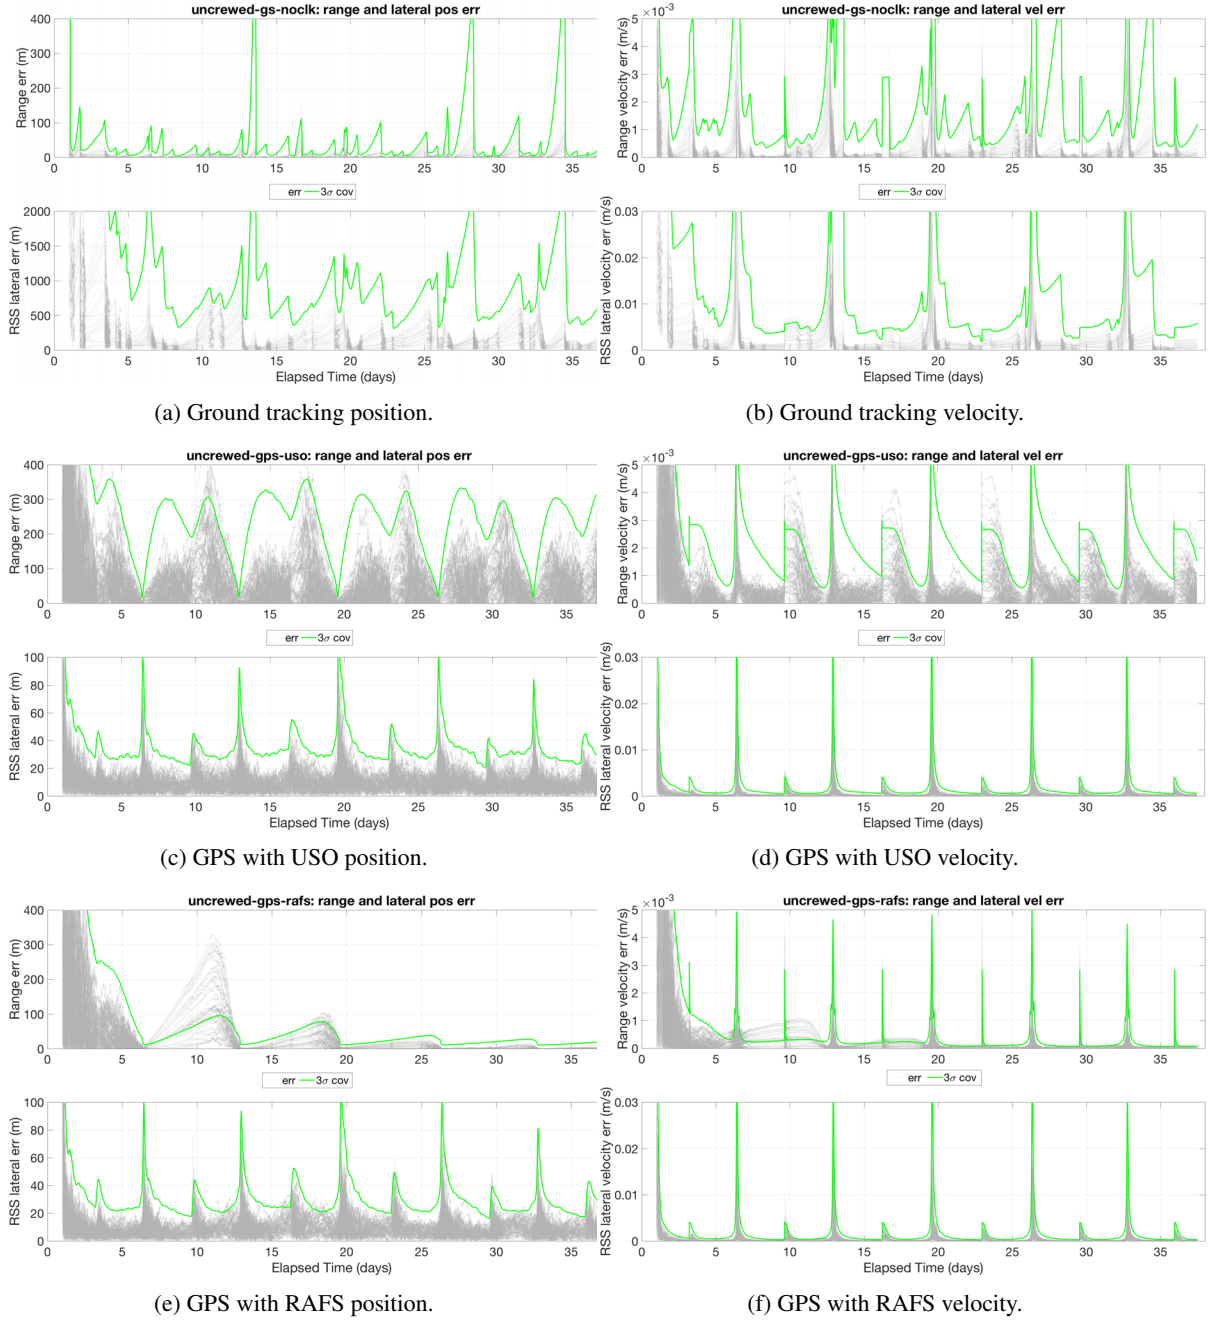 uncrewed-gs-noclk: range and lateral pos err
Range err (m)
400
300
200
100
0
0 5 10 15 20 25 30 35
err 3σ cov
RSS lateral err (m)
2000
1500
1000
500
0
0 5 10 15 20 25 30 35
Elapsed Time (days)
(a) Ground tracking position.
uncrewed-gs-noclk: range and lateral vel err
×10⁻³
Range velocity err (m/s)
5
4
3
2
1
0
0 5 10 15 20 25 30 35
err 3σ cov
RSS lateral velocity err (m/s)
0.03
0.02
0.01
0
0 5 10 15 20 25 30 35
Elapsed Time (days)
(b) Ground tracking velocity.
uncrewed-gps-uso: range and lateral pos err
Range err (m)
400
300
200
100
0
0 5 10 15 20 25 30 35
err 3σ cov
RSS lateral err (m)
100
80
60
40
20
0
0 5 10 15 20 25 30 35
Elapsed Time (days)
(c) GPS with USO position.
uncrewed-gps-uso: range and lateral vel err
×10⁻³
Range velocity err (m/s)
5
4
3
2
1
0
0 5 10 15 20 25 30 35
err 3σ cov
RSS lateral velocity err (m/s)
0.03
0.02
0.01
0
0 5 10 15 20 25 30 35
Elapsed Time (days)
(d) GPS with USO velocity.
uncrewed-gps-rafs: range and lateral pos err
Range err (m)
400
300
200
100
0
0 5 10 15 20 25 30 35
err 3σ cov
RSS lateral err (m)
100
80
60
40
20
0
0 5 10 15 20 25 30 35
Elapsed Time (days)
(e) GPS with RAFS position.
uncrewed-gps-rafs: range and lateral vel err
×10⁻³
Range velocity err (m/s)
5
4
3
2
1
0
0 5 10 15 20 25 30 35
err 3σ cov
RSS lateral velocity err (m/s)
0.03
0.02
0.01
0
0 5 10 15 20 25 30 35
Elapsed Time (days)
(f) GPS with RAFS velocity.